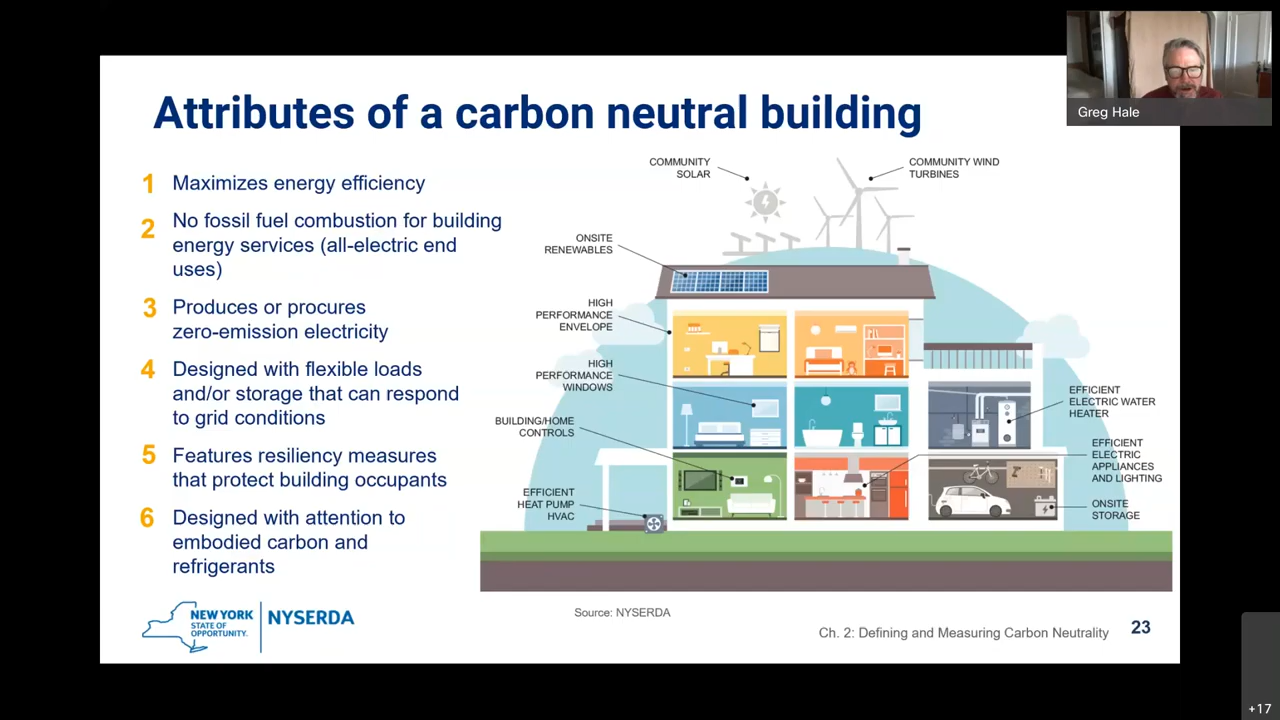 Attributes of a carbon neutral building
Greg Hale
1 Maximizes energy efficiency
2 No fossil fuel combustion for building
energy services (all-electric end
uses)
3 Produces or procures
zero-emission electricity
4 Designed with flexible loads
and/or storage that can respond
to grid conditions
5 Features resiliency measures
that protect building occupants
6 Designed with attention to
embodied carbon and
refrigerants
COMMUNITY
SOLAR
COMMUNITY WIND
TURBINES
ONSITE
RENEWABLES
HIGH
PERFORMANCE
ENVELOPE
HIGH
PERFORMANCE
WINDOWS
BUILDING/HOME
CONTROLS
EFFICIENT
HEAT PUMP
HVAC
EFFICIENT
ELECTRIC WATER
HEATER
EFFICIENT
ELECTRIC
APPLIANCES
AND LIGHTING
ONSITE
STORAGE
NEW YORK
STATE OF
OPPORTUNITY.
NYSERDA
Source: NYSERDA
Ch. 2: Defining and Measuring Carbon Neutrality
23
+17